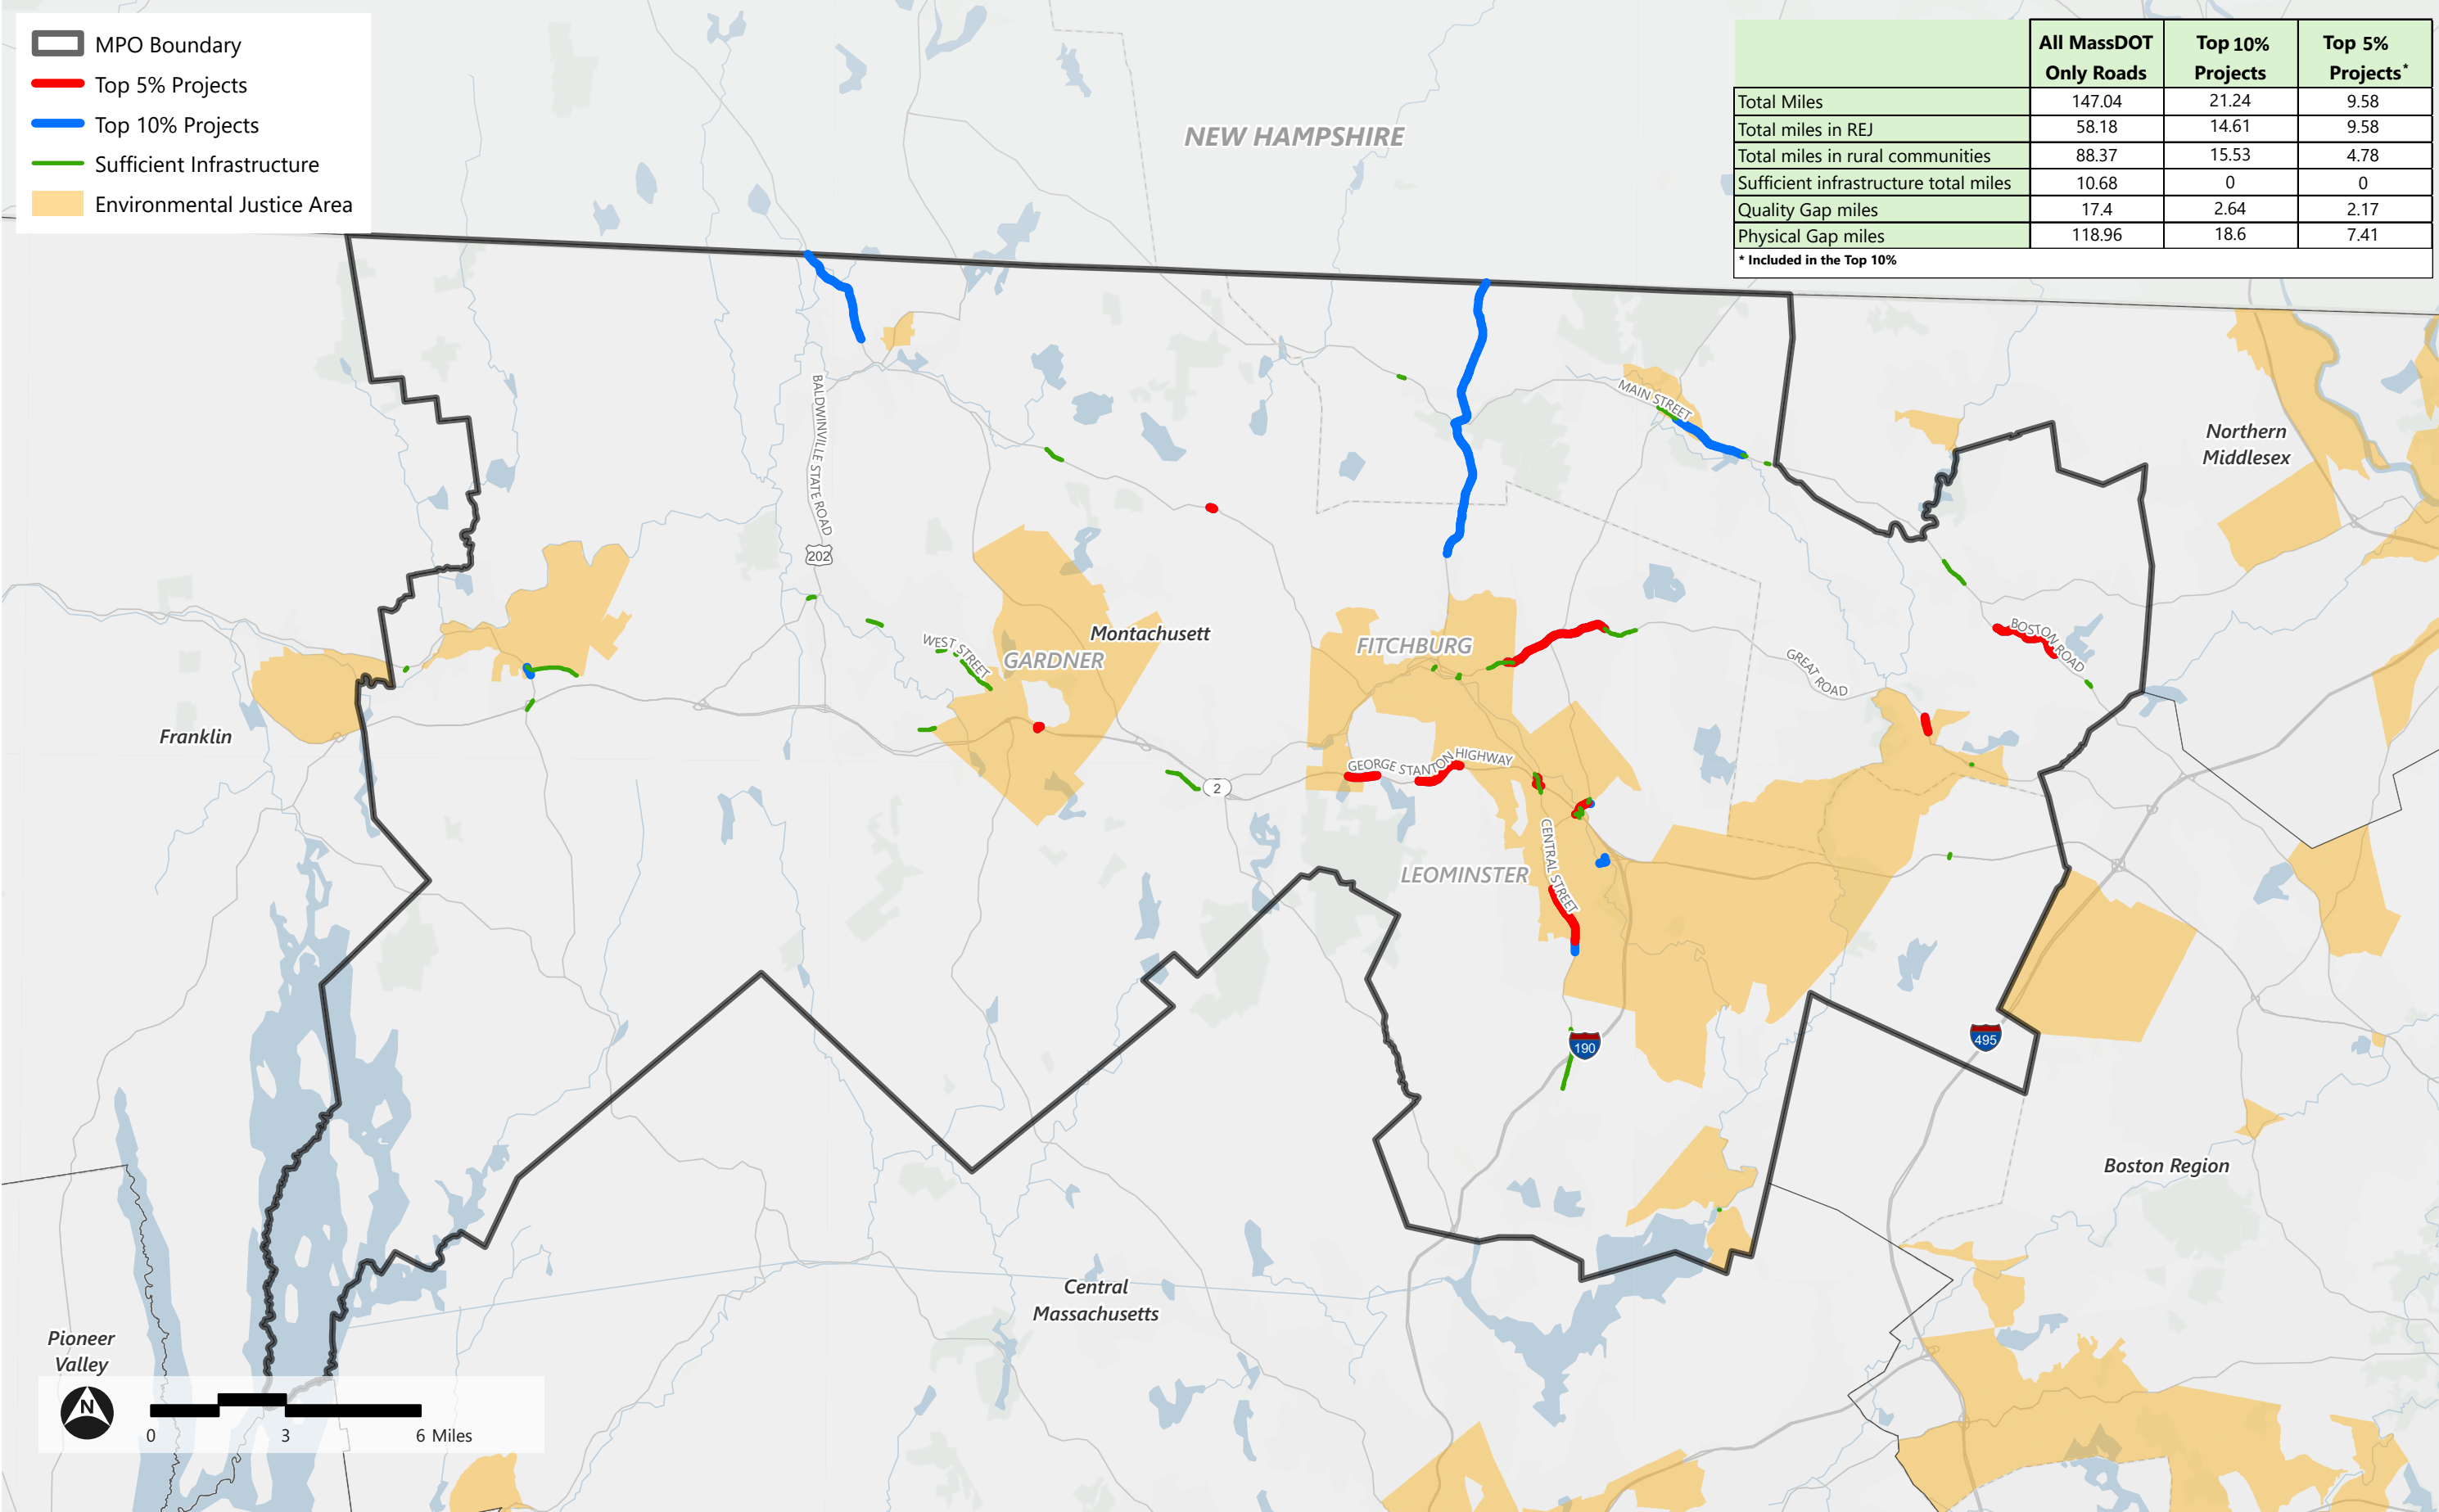 MPO Boundary
Top 5% Projects
Top 10% Projects
Sufficient Infrastructure
Environmental Justice Area
All MassDOT Only Roads Top 10% Projects Top 5% Projects*
Total Miles 147.04 21.24 9.58
Total miles in REJ 58.18 14.61 9.58
Total miles in rural communities 88.37 15.53 4.78
Sufficient infrastructure total miles 10.68 0 0
Quality Gap miles 17.4 2.64 2.17
Physical Gap miles 118.96 18.6 7.41
* Included in the Top 10%
NEW HAMPSHIRE
BALDWINVILLE STATE ROAD
MAIN STREET
Northern
Middlesex
202
WEST STREET
GARDNER
Montachusett
FITCHBURG
BOSTON ROAD
GREAT ROAD
Franklin
GEORGE STANTON HIGHWAY
2
CENTRAL STREET
LEOMINSTER
190
495
Boston Region
Central
Massachusetts
Pioneer
Valley
N
0 3 6 Miles